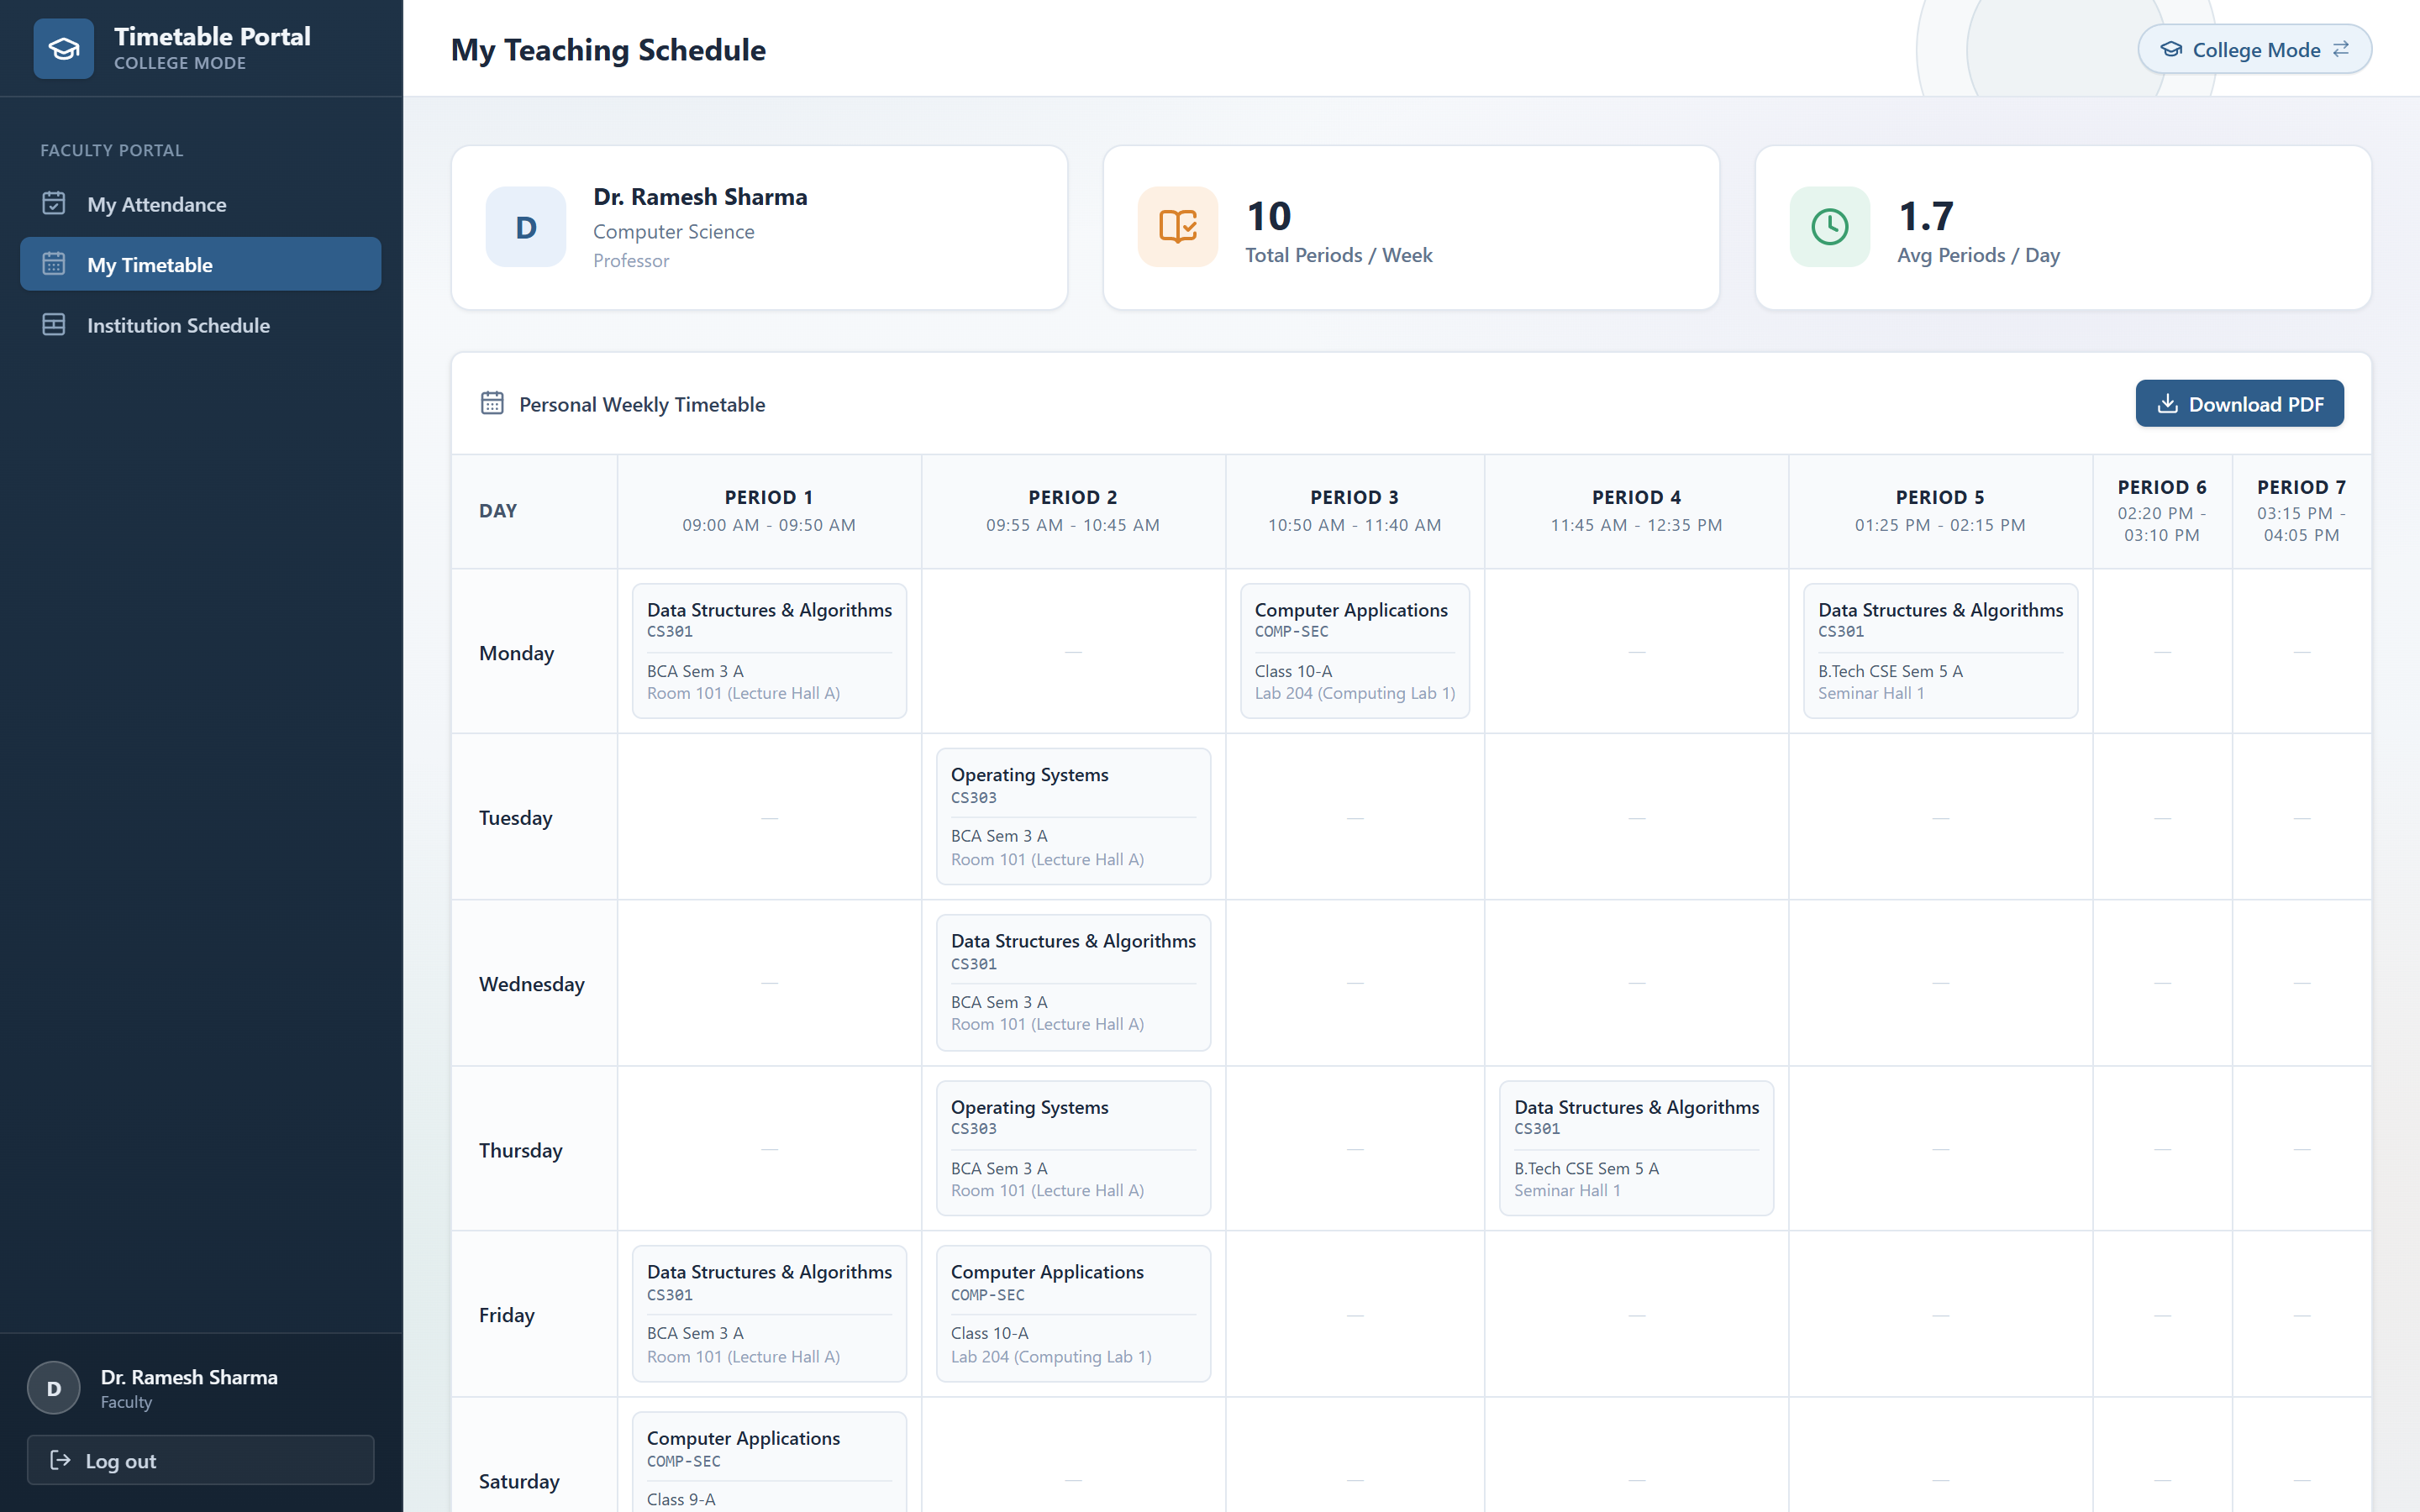 Timetable Portal
COLLEGE MODE
FACULTY PORTAL
My Attendance
My Timetable
Institution Schedule
D
Dr. Ramesh Sharma
Faculty
Log out
My Teaching Schedule
College Mode
D
Dr. Ramesh Sharma
Computer Science
Professor
10
Total Periods / Week
1.7
Avg Periods / Day
Personal Weekly Timetable
Download PDF
DAY
PERIOD 1
09:00 AM - 09:50 AM
PERIOD 2
09:55 AM - 10:45 AM
PERIOD 3
10:50 AM - 11:40 AM
PERIOD 4
11:45 AM - 12:35 PM
PERIOD 5
01:25 PM - 02:15 PM
PERIOD 6
02:20 PM -
03:10 PM
PERIOD 7
03:15 PM -
04:05 PM
Monday
Data Structures & Algorithms
CS301
BCA Sem 3 A
Room 101 (Lecture Hall A)
—
Computer Applications
COMP-SEC
Class 10-A
Lab 204 (Computing Lab 1)
—
Data Structures & Algorithms
CS301
B.Tech CSE Sem 5 A
Seminar Hall 1
—
—
Tuesday
—
Operating Systems
CS303
BCA Sem 3 A
Room 101 (Lecture Hall A)
—
—
—
—
—
Wednesday
—
Data Structures & Algorithms
CS301
BCA Sem 3 A
Room 101 (Lecture Hall A)
—
—
—
—
—
Thursday
—
Operating Systems
CS303
BCA Sem 3 A
Room 101 (Lecture Hall A)
—
Data Structures & Algorithms
CS301
B.Tech CSE Sem 5 A
Seminar Hall 1
—
—
—
Friday
Data Structures & Algorithms
CS301
BCA Sem 3 A
Room 101 (Lecture Hall A)
Computer Applications
COMP-SEC
Class 10-A
Lab 204 (Computing Lab 1)
—
—
—
—
—
Saturday
Computer Applications
COMP-SEC
Class 9-A
—
—
—
—
—
—